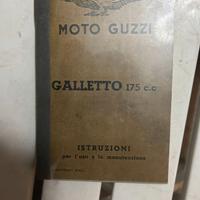 MOTO GUZZI
GALLETTO 175 c.c
ISTRUZIONI
per l'uso e la manutenzione